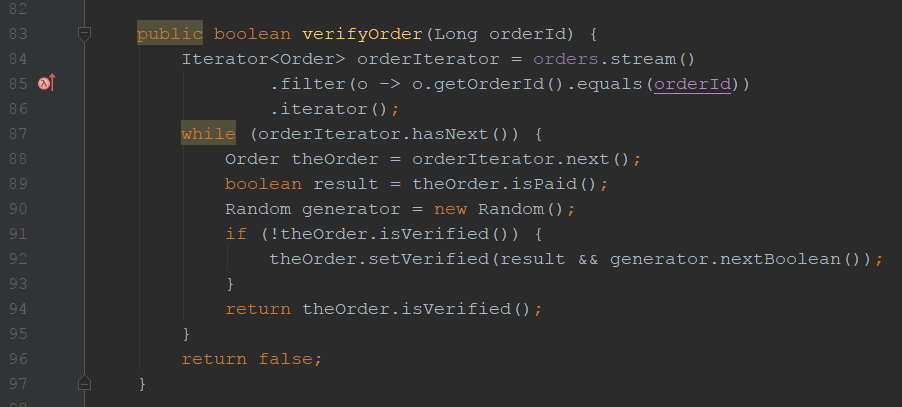 82
83 public boolean verifyOrder(Long orderId) {
84 Iterator<Order> orderIterator = orders.stream()
85 .filter(o -> o.getOrderId().equals(orderId))
86 .iterator();
87 while (orderIterator.hasNext()) {
88 Order theOrder = orderIterator.next();
89 boolean result = theOrder.isPaid();
90 Random generator = new Random();
91 if (!theOrder.isVerified()) {
92 theOrder.setVerified(result && generator.nextBoolean());
93 }
94 return theOrder.isVerified();
95 }
96 return false;
97 }